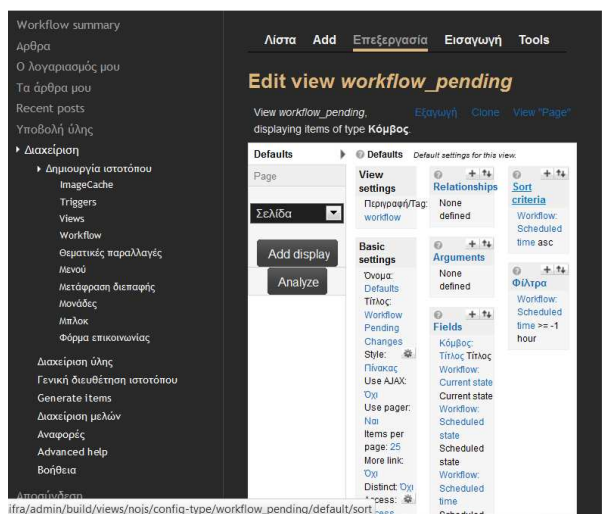 Workflow summary
Αρθρα
Ο λογαριασμός μου
Τα άρθρα μου
Recent posts
Υποβολή ύλης
Διαχείριση
Δημιουργία ιστοτόπου
ImageCache
Triggers
Views
Workflow
Θεματικές παραλλαγές
Μενού
Μετάφραση διεπαφής
Μονάδες
Μπλοκ
Φόρμα επικοινωνίας
Διαχείριση ύλης
Γενική διευθέτηση ιστοτόπου
Generate items
Διαχείριση μελών
Αναφορές
Advanced help
Βοήθεια
Αποσύνδεση
Λίστα Add Επεξεργασία Εισαγωγή Tools
Edit view workflow_pending
View workflow_pending, Εξαγωγή Clone View "Page"
displaying items of type Κόμβος.
Defaults
Page
Σελίδα
Add display
Analyze
Defaults Default settings for this view.
View
settings
Περιγραφή/Tag:
workflow
Basic
settings
Όνομα:
Defaults
Τίτλος:
Workflow
Pending
Changes
Style:
Πίνακας
Use AJAX:
Όχι
Use pager:
Ναι
Items per
page: 25
More link:
Όχι
Distinct: Όχι
Access:
Relationships
None
defined
Arguments
None
defined
Fields
Κόμβος:
Τίτλος Τίτλος
Workflow:
Current state
Current state
Workflow:
Scheduled
state
Scheduled
state
Workflow:
Scheduled
time
Scheduled
Sort
criteria
Workflow:
Scheduled
time asc
Φίλτρα
Workflow:
Scheduled
time >= -1
hour
ifra/admin/build/views/nojs/config-type/workflow_pending/default/sort